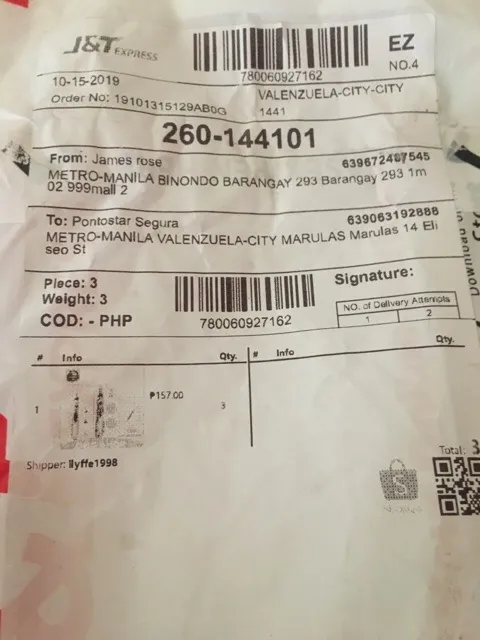 J&T EXPRESS
780060927162
EZ
NO.4
10-15-2019
Order No: 19101315129AB0G
VALENZUELA-CITY-CITY
1441
260-144101
From: James rose 639672487545
METRO-MANILA BINONDO BARANGAY 293 Barangay 293 1m
02 999mall 2
To: Pontostar Segura 639063192888
METRO-MANILA VALENZUELA-CITY MARULAS Marulas 14 Eli
seo St
Piece: 3
Weight: 3
COD: - PHP
780060927162
Signature:
NO. of Delivery Attempts
1 2
# Info Qty. # Info Qty.
1 ₱157.00 3
Shipper: llyffe1998
Total: 3